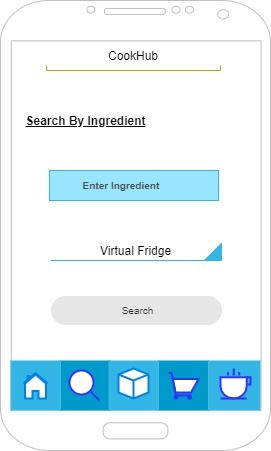 CookHub
Search By Ingredient
Enter Ingredient
Virtual Fridge
Search